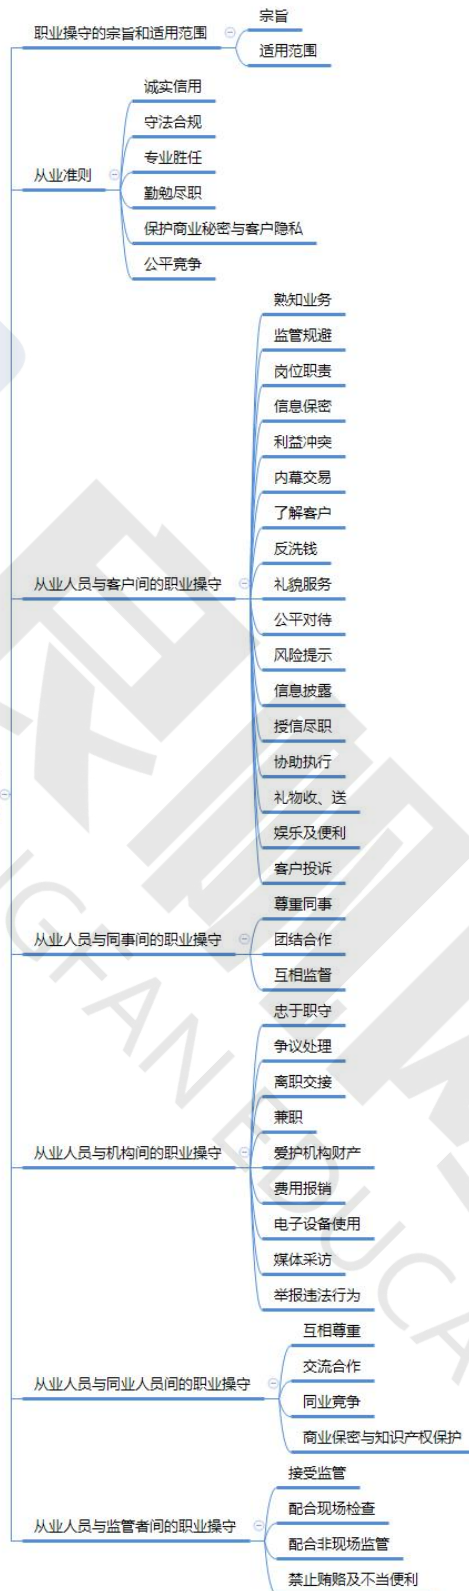 职业操守的宗旨和适用范围
宗旨
适用范围
从业准则
诚实信用
守法合规
专业胜任
勤勉尽职
保护商业秘密与客户隐私
公平竞争
从业人员与客户间的职业操守
熟知业务
监管规避
岗位职责
信息保密
利益冲突
内幕交易
了解客户
反洗钱
礼貌服务
公平对待
风险提示
信息披露
授信尽职
协助执行
礼物收、送
娱乐及便利
客户投诉
从业人员与同事间的职业操守
尊重同事
团结合作
互相监督
从业人员与机构间的职业操守
忠于职守
争议处理
离职交接
兼职
爱护机构财产
费用报销
电子设备使用
媒体采访
举报违法行为
从业人员与同业人员间的职业操守
互相尊重
交流合作
同业竞争
商业保密与知识产权保护
从业人员与监管者间的职业操守
接受监管
配合现场检查
配合非现场监管
禁止贿赂及不当便利